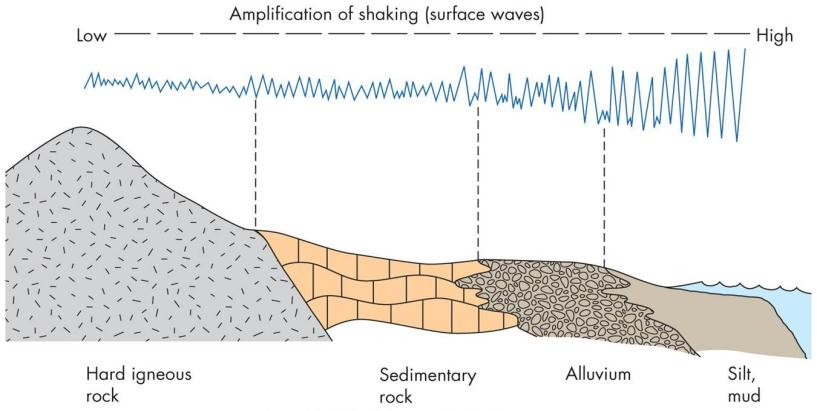 Amplification of shaking (surface waves)
Low
High
Hard igneous
rock
Sedimentary
rock
Alluvium
Silt,
mud